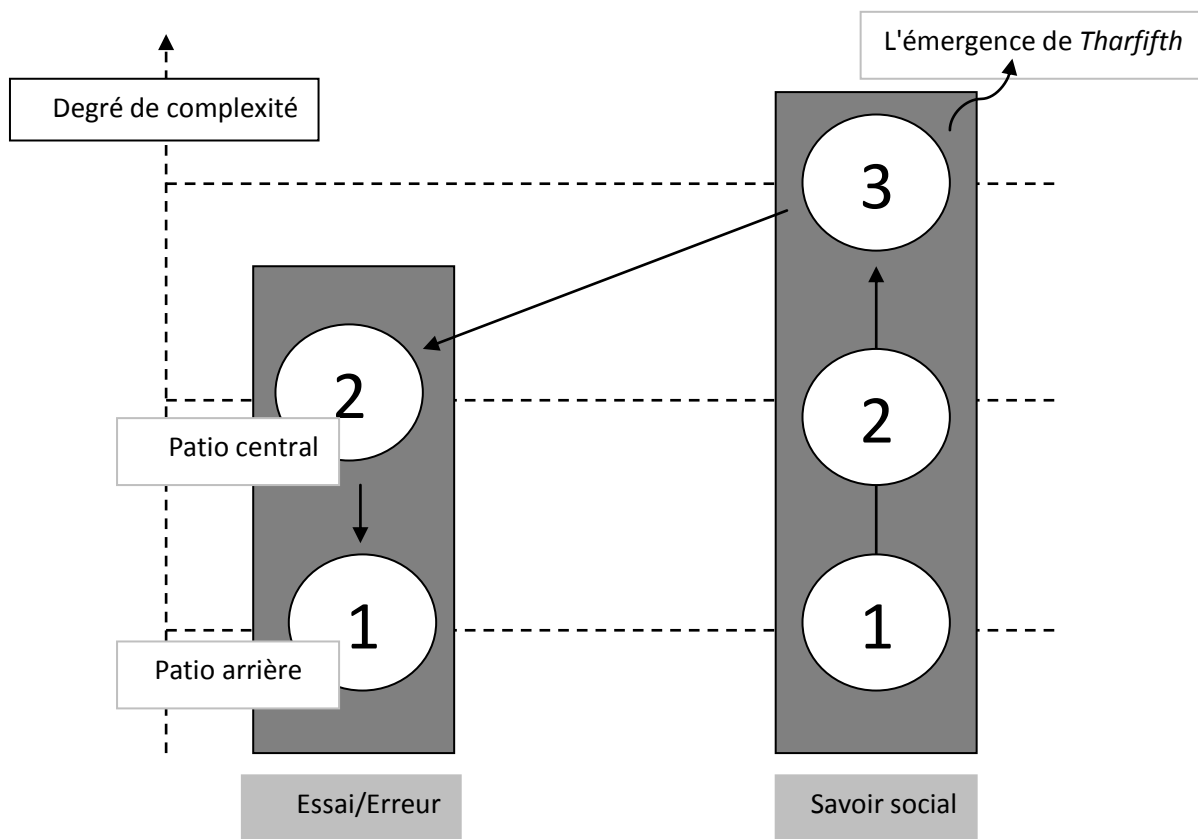 L'émergence de Tharfifth
Degré de complexité
3
2
Patio central
2
1
Patio arrière
1
Essai/Erreur
Savoir social